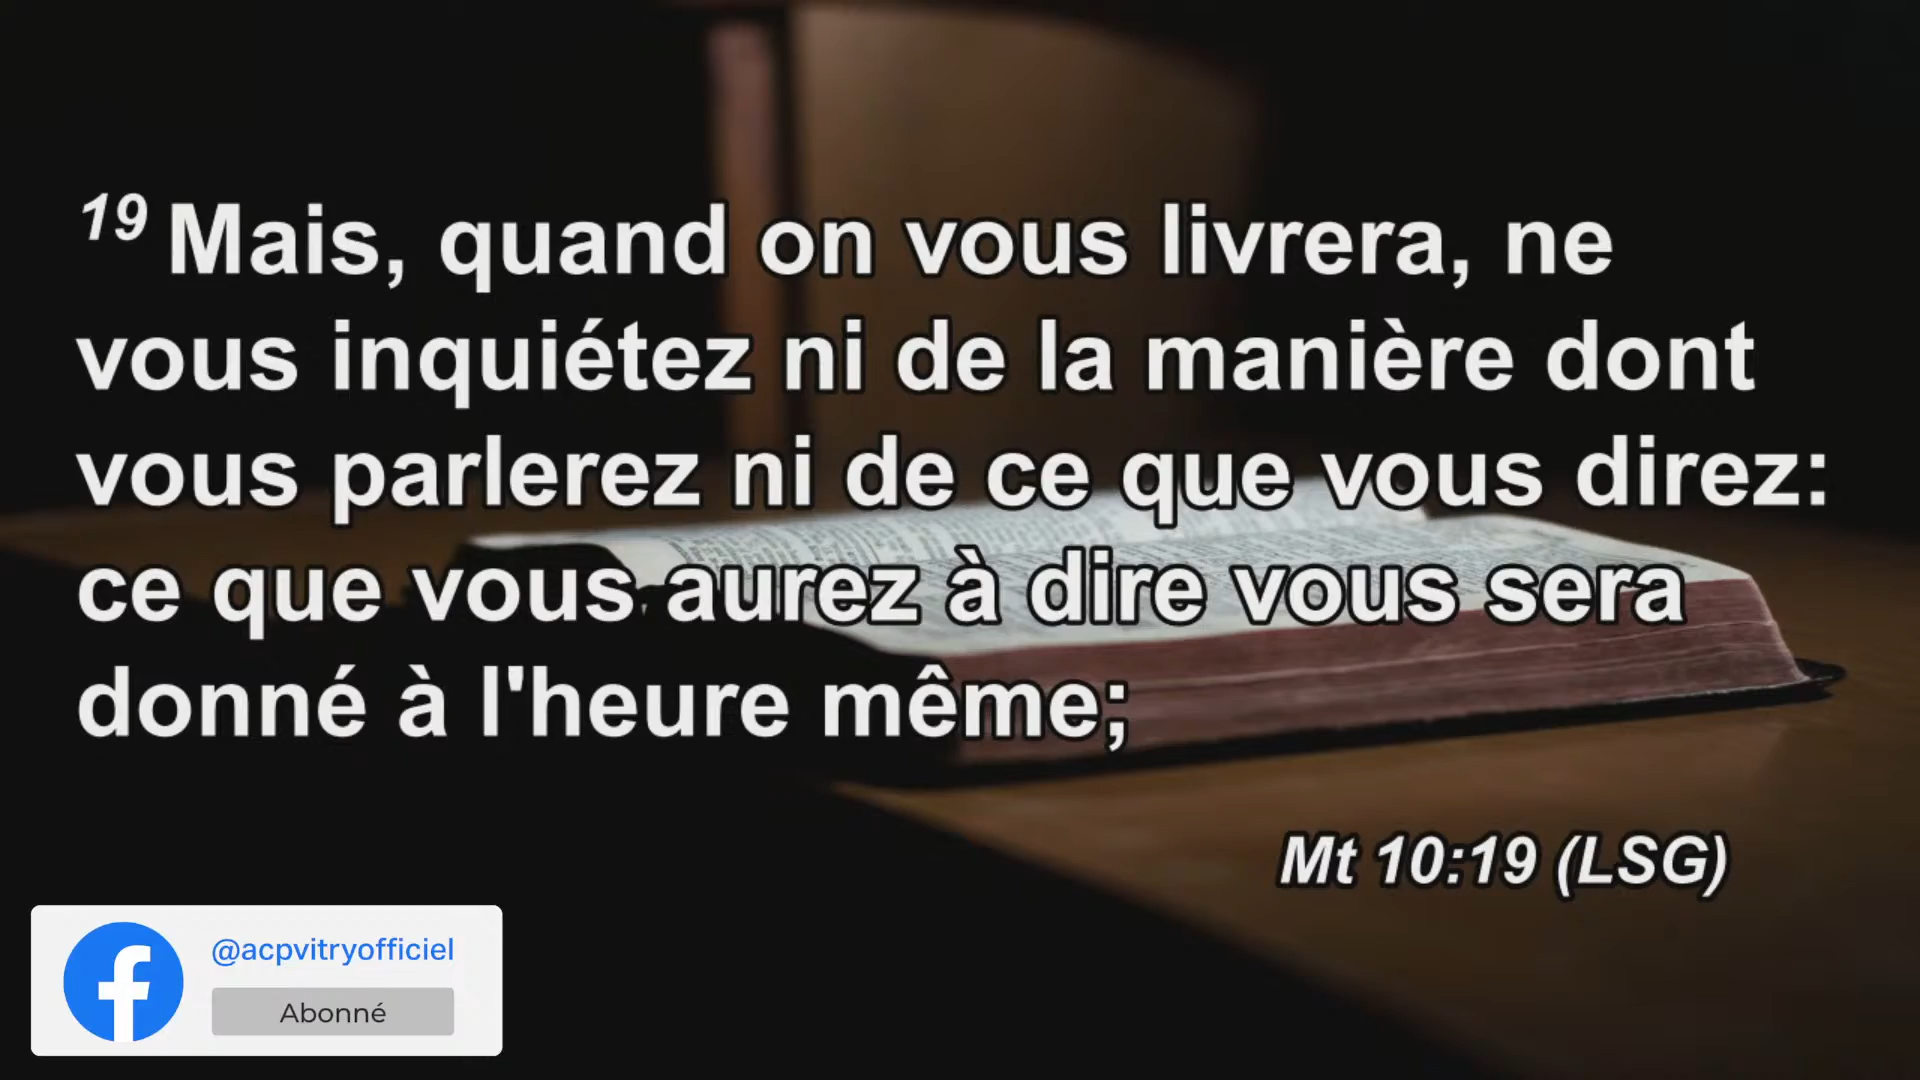 19 Mais, quand on vous livrera, ne
vous inquiétez ni de la manière dont
vous parlerez ni de ce que vous direz:
ce que vous aurez à dire vous sera
donné à l'heure même;
Mt 10:19 (LSG)
@acpvitryofficiel
Abonné